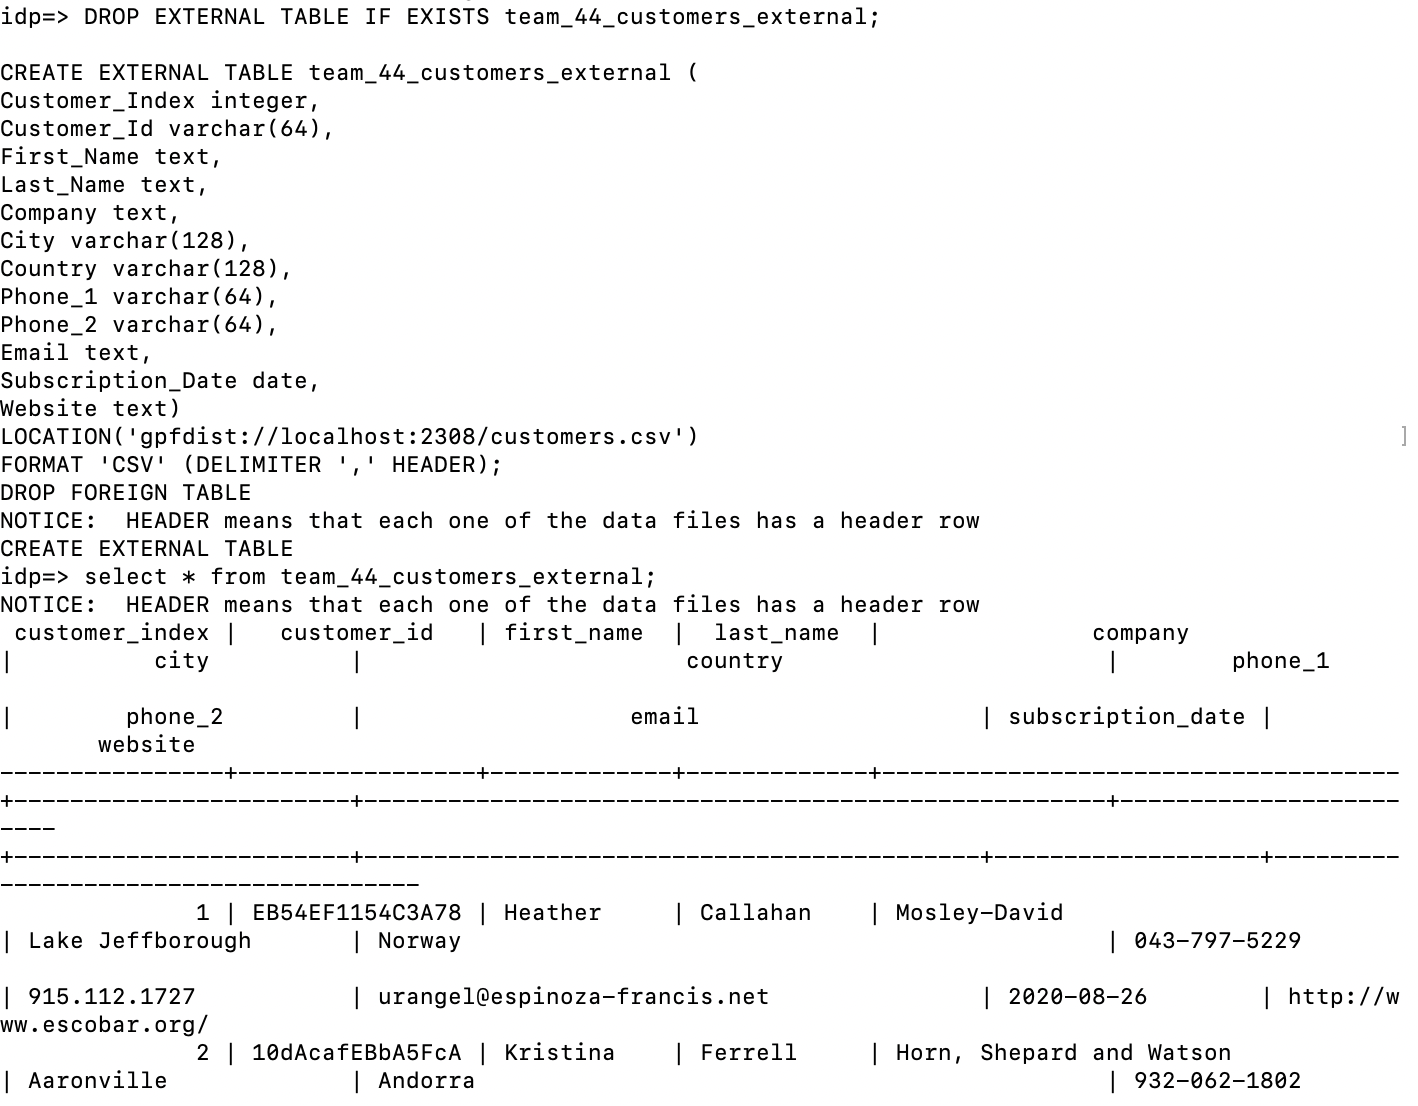 idp=> DROP EXTERNAL TABLE IF EXISTS team_44_customers_external;
CREATE EXTERNAL TABLE team_44_customers_external (
Customer_Index integer,
Customer_Id varchar(64),
First_Name text,
Last_Name text,
Company text,
City varchar(128),
Country varchar(128),
Phone_1 varchar(64),
Phone_2 varchar(64),
Email text,
Subscription_Date date,
Website text)
LOCATION('gpfdist://localhost:2308/customers.csv')
FORMAT 'CSV' (DELIMITER ',' HEADER);
DROP FOREIGN TABLE
NOTICE:  HEADER means that each one of the data files has a header row
CREATE EXTERNAL TABLE
idp=> select * from team_44_customers_external;
NOTICE:  HEADER means that each one of the data files has a header row
 customer_index |   customer_id   | first_name  |  last_name  |               company
|          city          |                       country                       |        phone_1
|        phone_2         |                   email                    | subscription_date |
       website
----------------+-----------------+-------------+-------------+-------------------------------------
+------------------------+-----------------------------------------------------+--------------------
----
+------------------------+--------------------------------------------+-------------------+---------
------------------------------
              1 | EB54EF1154C3A78 | Heather     | Callahan    | Mosley-David
| Lake Jeffborough       | Norway                                              | 043-797-5229
| 915.112.1727           | urangel@espinoza-francis.net               | 2020-08-26        | http://w
ww.escobar.org/
              2 | 10dAcafEBbA5FcA | Kristina    | Ferrell     | Horn, Shepard and Watson
| Aaronville             | Andorra                                             | 932-062-1802